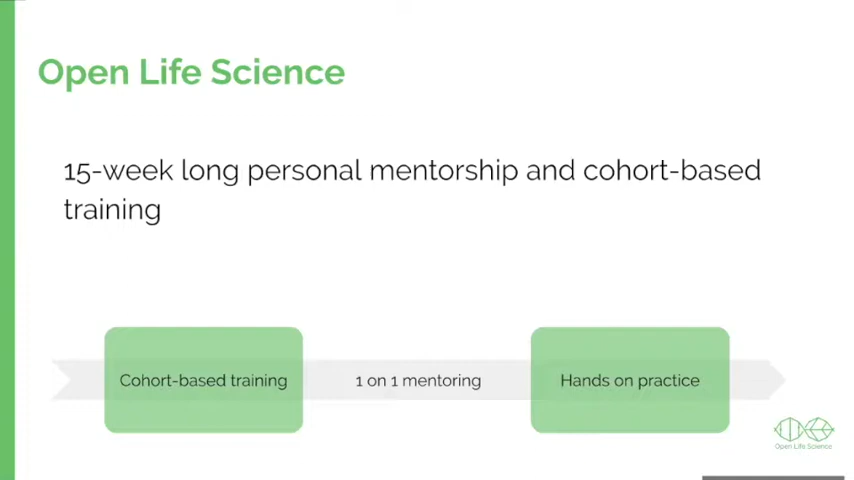 Open Life Science
15-week long personal mentorship and cohort-based
training
Cohort-based training
1 on 1 mentoring
Hands on practice
Open Life Science